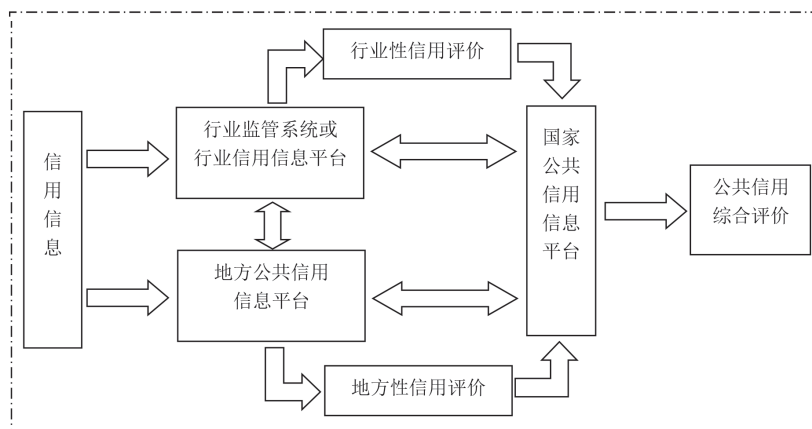 行业性信用评价
信
用
信
息
行业监管系统或
行业信用信息平台
地方公共信用
信息平台
地方性信用评价
国家
公共
信用
信息
平台
公共信用
综合评价